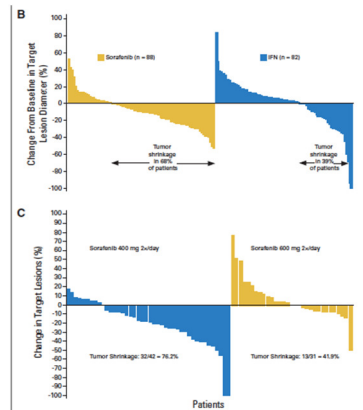 B
Change From Baseline in Target
Lesion Diameter (%)
100
80
60
40
20
0
-20
-40
-60
-80
-100
Sorafenib (n = 88)
IFN (n = 82)
Tumor
shrinkage
in 68%
of patients
Tumor
shrinkage
in 39%
of patients
C
Change in Target Lesions (%)
100
90
80
70
60
50
40
30
20
10
0
-10
-20
-30
-40
-50
-60
-70
-80
-90
-100
Sorafenib 400 mg 2×/day
Sorafenib 600 mg 2×/day
Tumor Shrinkage: 32/42 = 76.2%
Tumor Shrinkage: 13/31 = 41.9%
Patients